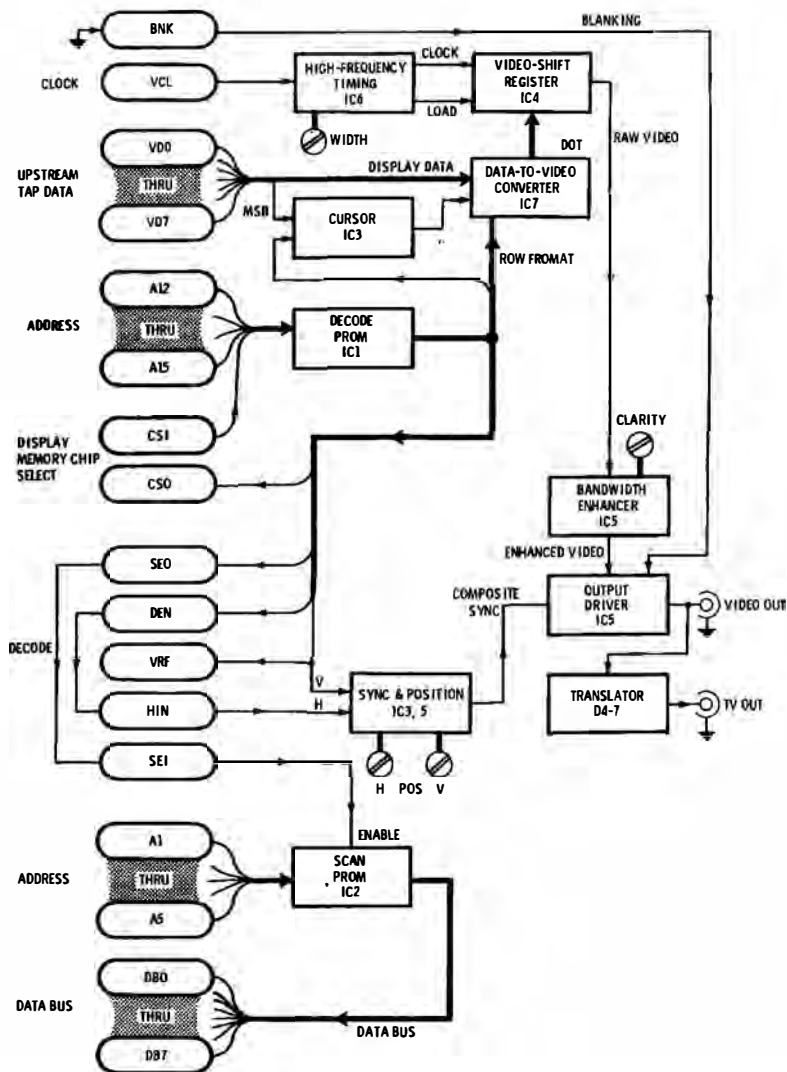 BNK
BLANKING
CLOCK
VCL
HIGH-FREQUENCY
TIMING
IC6
CLOCK
LOAD
VIDEO-SHIFT
REGISTER
IC4
WIDTH
RAW VIDEO
DOT
UPSTREAM
TAP DATA
VD0
THRU
VD7
DISPLAY DATA
DATA-TO-VIDEO
CONVERTER
IC7
MSB
CURSOR
IC3
ROW FROMAT
ADDRESS
A12
THRU
A15
DECODE
PROM
IC1
DISPLAY
MEMORY CHIP
SELECT
CSI
CSO
CLARITY
BANDWIDTH
ENHANCER
IC5
ENHANCED VIDEO
SEO
DEN
VRF
HIN
SEI
DECODE
COMPOSITE
SYNC
OUTPUT
DRIVER
IC5
VIDEO OUT
V
H
SYNC & POSITION
IC3, 5
TRANSLATOR
D4-7
TV OUT
H POS V
ENABLE
ADDRESS
A1
THRU
A5
SCAN
PROM
IC2
DATA BUS
DB0
THRU
DB7
DATA BUS